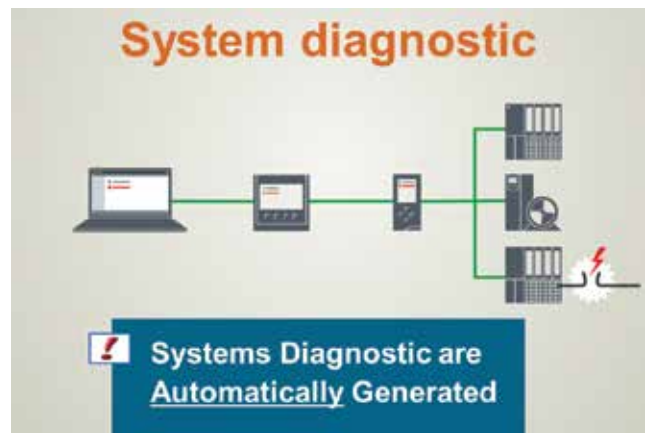 System diagnostic
Systems Diagnostic are
Automatically Generated